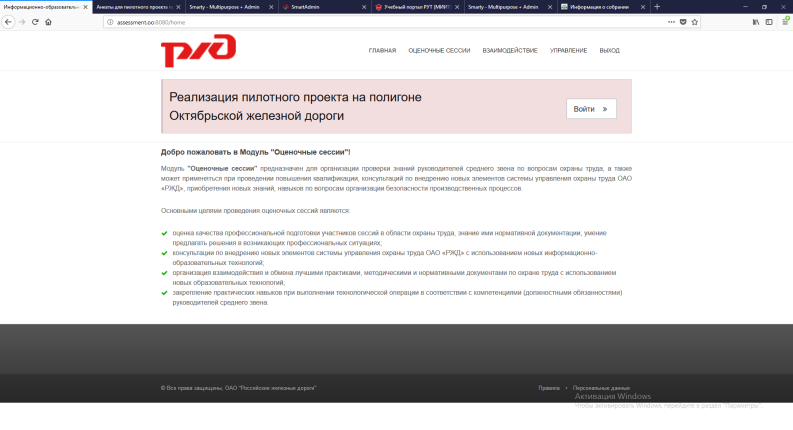 Информационно-образователь
Анкеты для пилотного проекта п
Smarty - Multipurpose + Admin
SmartAdmin
Учебный портал РУТ (МИИТ)
Smarty - Multipurpose + Admin
Информация о собрании
assessment.oo:8080/home
ржд
ГЛАВНАЯ ОЦЕНОЧНЫЕ СЕССИИ ВЗАИМОДЕЙСТВИЕ УПРАВЛЕНИЕ ВЫХОД
Реализация пилотного проекта на полигоне
Октябрьской железной дороги
Войти »
Добро пожаловать в Модуль "Оценочные сессии"!
Модуль "Оценочные сессии" предназначен для организации проверки знаний руководителей среднего звена по вопросам охраны труда, а также
может применяться при проведении повышения квалификации, консультаций по внедрению новых элементов системы управления охраны труда ОАО
«РЖД», приобретения новых знаний, навыков по вопросам организации безопасности производственных процессов.
Основными целями проведения оценочных сессий являются:
оценка качества профессиональной подготовки участников сессий в области охраны труда, знание ими нормативной документации; умение
предлагать решения в возникающих профессиональных ситуациях;
консультации по внедрению новых элементов системы управления охраны труда ОАО «РЖД» с использованием новых информационно-
образовательных технологий;
организация взаимодействия и обмена лучшими практиками, методическими и нормативными документами по охране труда с использованием
новых образовательных технологий;
закрепление практических навыков при выполнении технологической операции в соответствии с компетенциями (должностными обязанностями)
руководителей среднего звена.
© Все права защищены, ОАО "Российские железные дороги"
Правила • Персональные данные
Активация Windows
Чтобы активировать Windows, перейдите в раздел "Параметры".